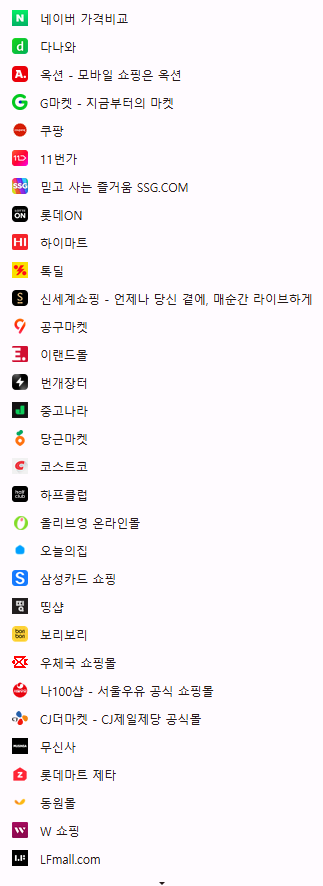 네이버 가격비교
다나와
옥션 - 모바일 쇼핑은 옥션
G마켓 - 지금부터의 마켓
쿠팡
11번가
믿고 사는 즐거움 SSG.COM
롯데ON
하이마트
톡딜
신세계쇼핑 - 언제나 당신 곁에, 매순간 라이브하게
공구마켓
이랜드몰
번개장터
중고나라
당근마켓
코스트코
하프클럽
올리브영 온라인몰
오늘의집
삼성카드 쇼핑
띵샵
보리보리
우체국 쇼핑몰
나100샵 - 서울우유 공식 쇼핑몰
CJ더마켓 - CJ제일제당 공식몰
무신사
롯데마트 제타
동원몰
W 쇼핑
LFmall.com